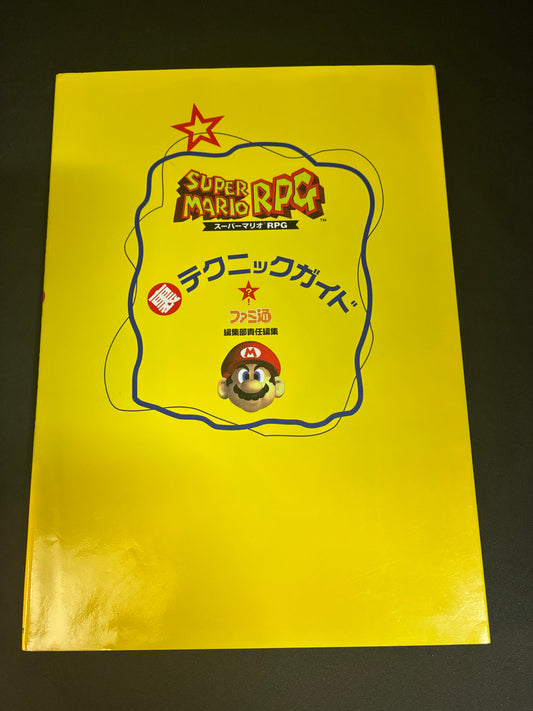 SUPER
MARIO RPG
TM
スーパーマリオ RPG
テクニックガイド
?
!
ファミ通
編集部責任編集
M